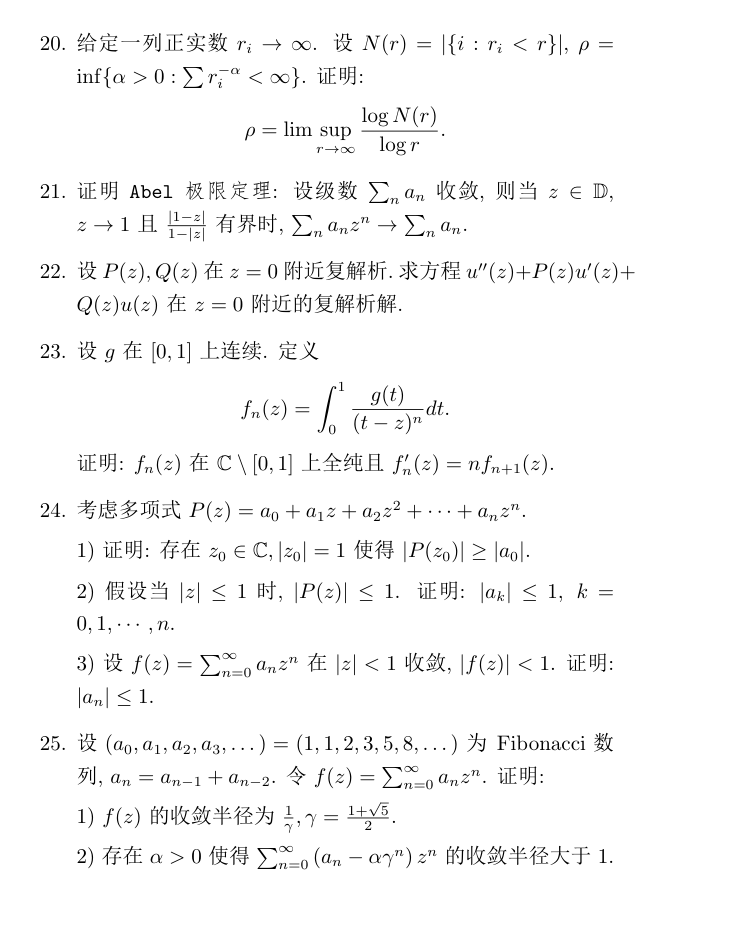 20. 给定一列正实数 $r_i \to \infty$. 设 $N(r) = |\{i : r_i < r\}|$, $\rho =$
$\inf\{\alpha > 0 : \sum r_i^{-\alpha} < \infty\}$. 证明:
$$\rho = \limsup_{r\to\infty} \frac{\log N(r)}{\log r}.$$
21. 证明 Abel 极限定理: 设级数 $\sum_n a_n$ 收敛, 则当 $z \in \mathbb{D}$,
$z \to 1$ 且 $\frac{|1-z|}{1-|z|}$ 有界时, $\sum_n a_n z^n \to \sum_n a_n$.
22. 设 $P(z), Q(z)$ 在 $z = 0$ 附近复解析. 求方程 $u''(z)+P(z)u'(z)+$
$Q(z)u(z)$ 在 $z = 0$ 附近的复解析解.
23. 设 $g$ 在 $[0, 1]$ 上连续. 定义
$$f_n(z) = \int_0^1 \frac{g(t)}{(t-z)^n} dt.$$
证明: $f_n(z)$ 在 $\mathbb{C} \setminus [0, 1]$ 上全纯且 $f_n'(z) = n f_{n+1}(z)$.
24. 考虑多项式 $P(z) = a_0 + a_1 z + a_2 z^2 + \cdots + a_n z^n$.
1) 证明: 存在 $z_0 \in \mathbb{C}, |z_0| = 1$ 使得 $|P(z_0)| \geq |a_0|$.
2) 假设当 $|z| \leq 1$ 时, $|P(z)| \leq 1$. 证明: $|a_k| \leq 1$, $k =$
$0, 1, \cdots, n$.
3) 设 $f(z) = \sum_{n=0}^{\infty} a_n z^n$ 在 $|z| < 1$ 收敛, $|f(z)| < 1$. 证明:
$|a_n| \leq 1$.
25. 设 $(a_0, a_1, a_2, a_3, \dots) = (1, 1, 2, 3, 5, 8, \dots)$ 为 Fibonacci 数
列, $a_n = a_{n-1} + a_{n-2}$. 令 $f(z) = \sum_{n=0}^{\infty} a_n z^n$. 证明:
1) $f(z)$ 的收敛半径为 $\frac{1}{\gamma}, \gamma = \frac{1+\sqrt{5}}{2}$.
2) 存在 $\alpha > 0$ 使得 $\sum_{n=0}^{\infty} (a_n - \alpha\gamma^n) z^n$ 的收敛半径大于 1.